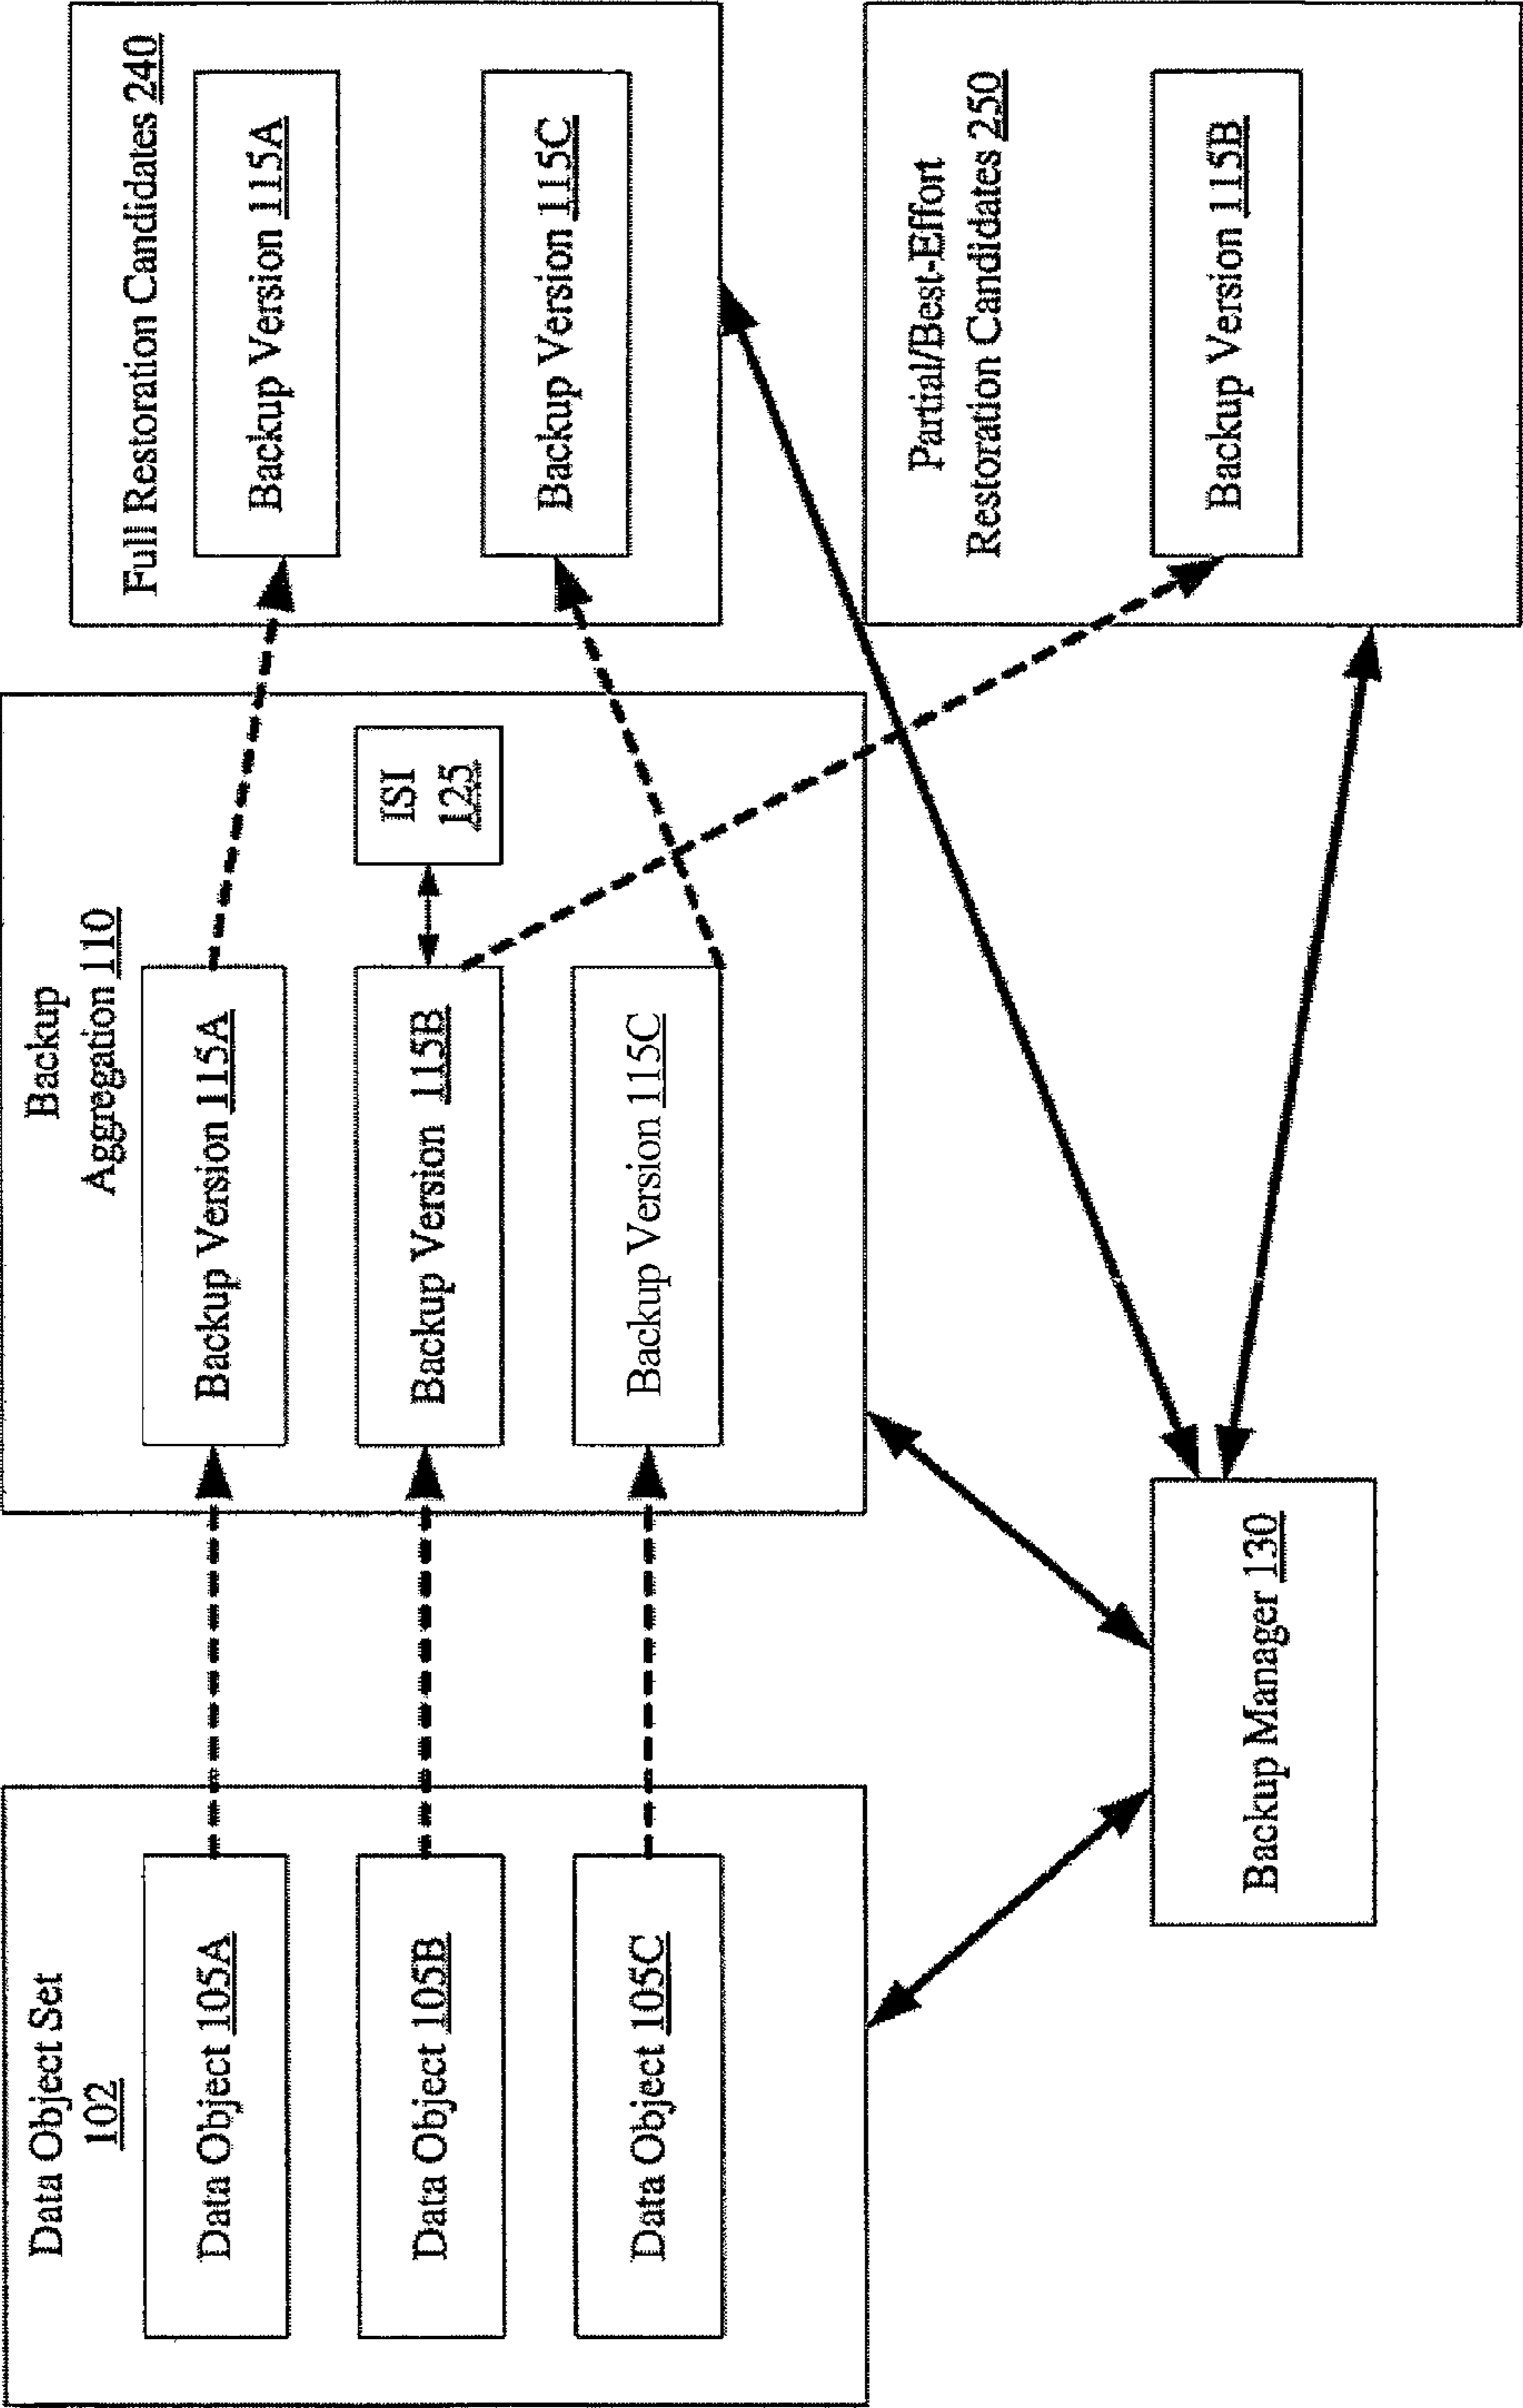 Data Object Set
102
Data Object 105A
Data Object 105B
Data Object 105C
Backup
Aggregation 110
Backup Version 115A
Backup Version 115B
ISI
125
Backup Version 115C
Full Restoration Candidates 240
Backup Version 115A
Backup Version 115C
Partial/Best-Effort
Restoration Candidates 250
Backup Version 115B
Backup Manager 130